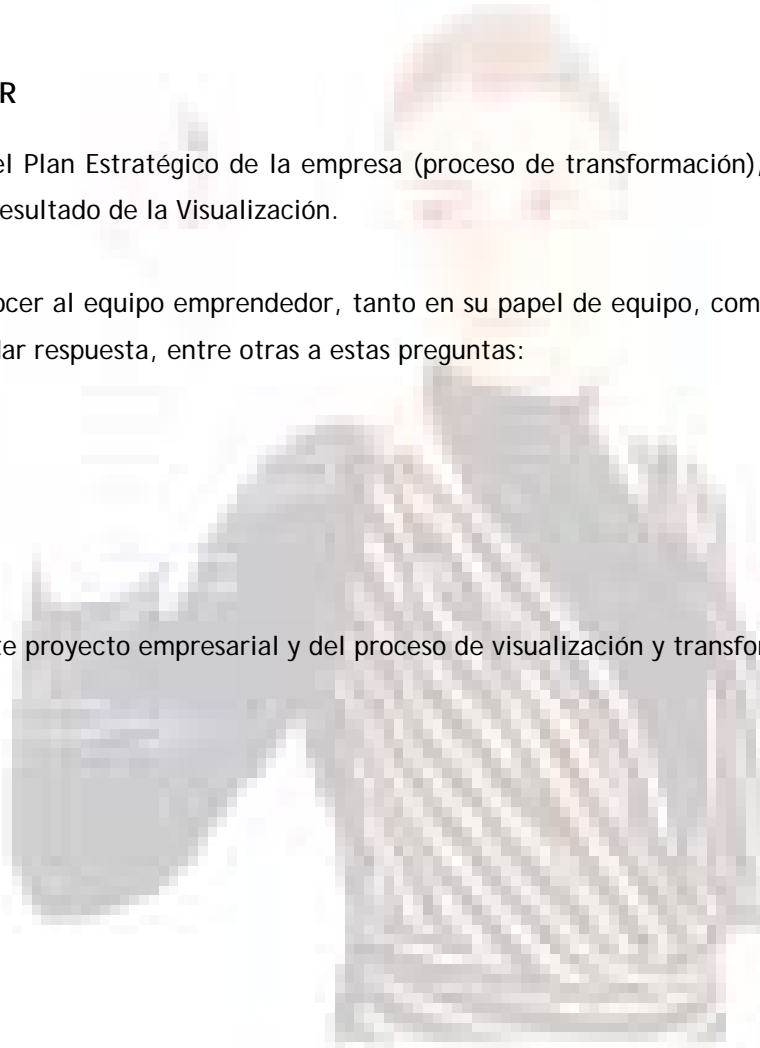 R
el Plan Estratégico de la empresa (proceso de transformación),
esultado de la Visualización.
ocer al equipo emprendedor, tanto en su papel de equipo, com
lar respuesta, entre otras a estas preguntas:
te proyecto empresarial y del proceso de visualización y transfor